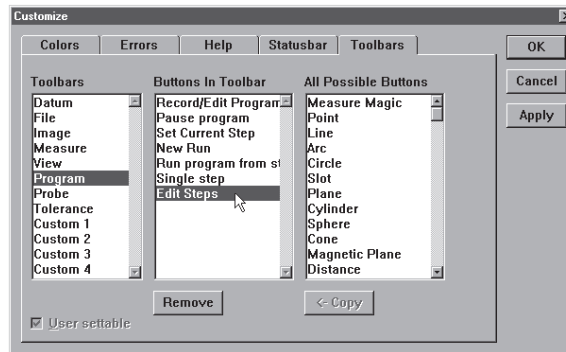 Customize
Colors Errors Help Statusbar Toolbars
OK
Cancel
Apply
Toolbars
Datum
File
Image
Measure
View
Program
Probe
Tolerance
Custom 1
Custom 2
Custom 3
Custom 4
Buttons In Toolbar
Record/Edit Program
Pause program
Set Current Step
New Run
Run program from st
Single step
Edit Steps
Remove
All Possible Buttons
Measure Magic
Point
Line
Arc
Circle
Slot
Plane
Cylinder
Sphere
Cone
Magnetic Plane
Distance
<- Copy
User settable